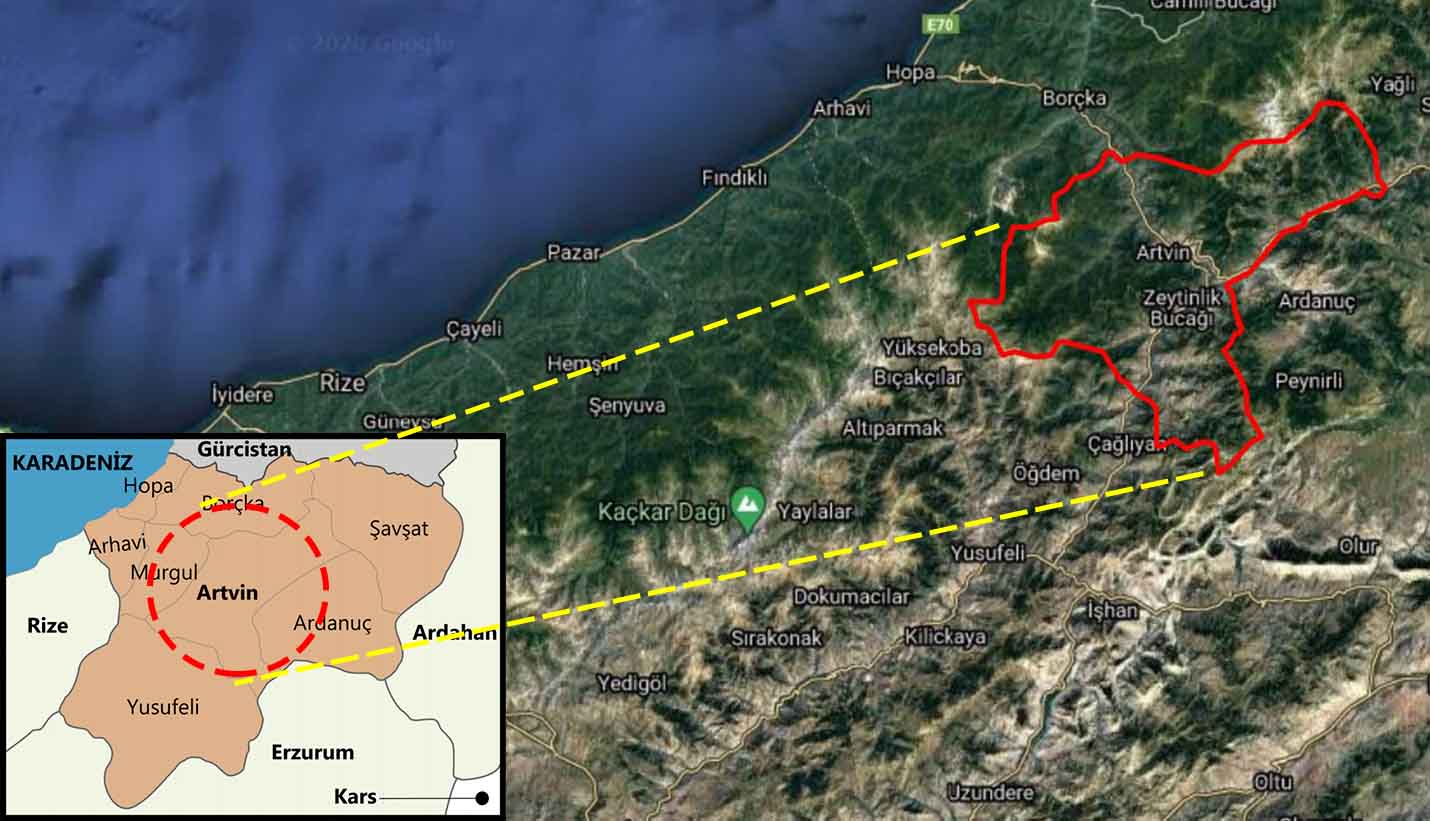 Camili Bucağı
© 2020 Google
E70
Hopa
Yağlı
Borçka
Arhavi
Fındıklı
Artvin
Pazar
Zeytinlik
Bucağı
Ardanuç
Çayeli
Yüksekoba
Hemşin
Bıçakçılar
Peynirli
Rize
İyidere
Şenyuva
Güneysu
Altıparmak
Çağlıyan
Öğdem
Kaçkar Dağı
Yaylalar
Yusufeli
Olur
Dokumacılar
İşhan
Sırakonak
Kilickaya
Yedigöl
Oltu
Uzundere
KARADENİZ
Gürcistan
Hopa
Borçka
Şavşat
Arhavi
Murgul
Artvin
Rize
Ardanuç
Ardahan
Yusufeli
Erzurum
Kars